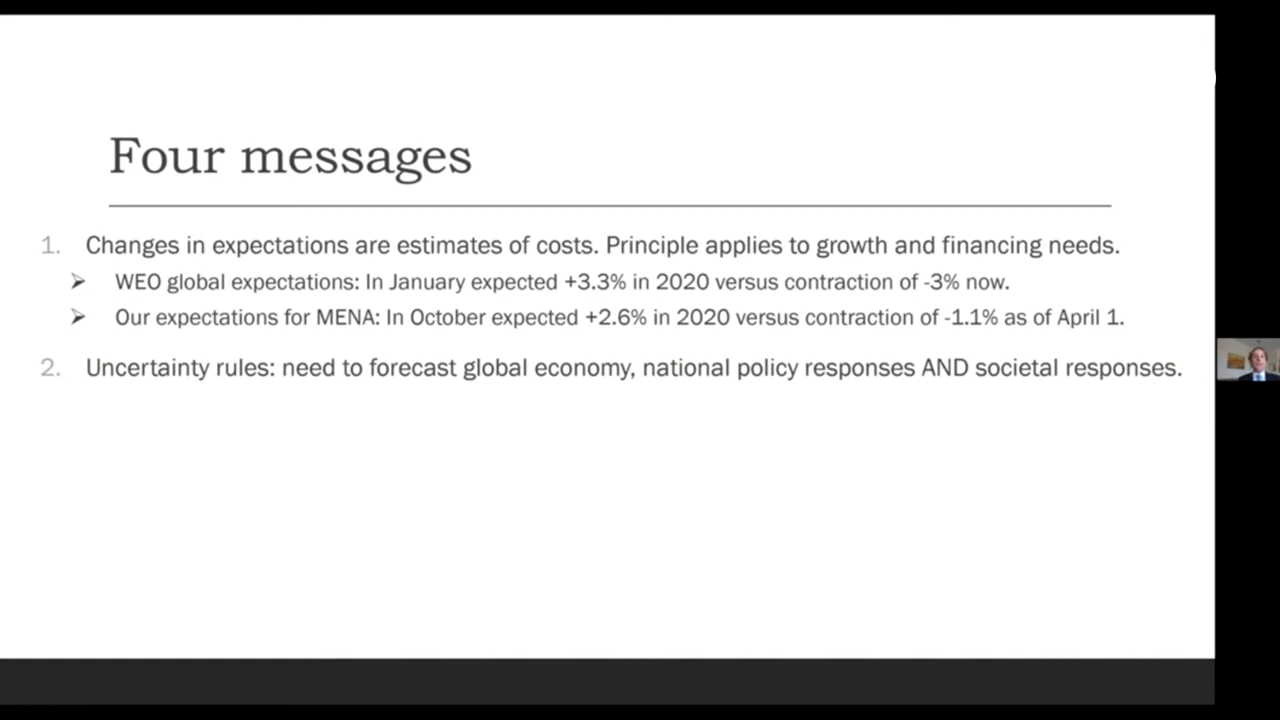 Four messages
1. Changes in expectations are estimates of costs. Principle applies to growth and financing needs.
➤ WEO global expectations: In January expected +3.3% in 2020 versus contraction of -3% now.
➤ Our expectations for MENA: In October expected +2.6% in 2020 versus contraction of -1.1% as of April 1.
2. Uncertainty rules: need to forecast global economy, national policy responses AND societal responses.